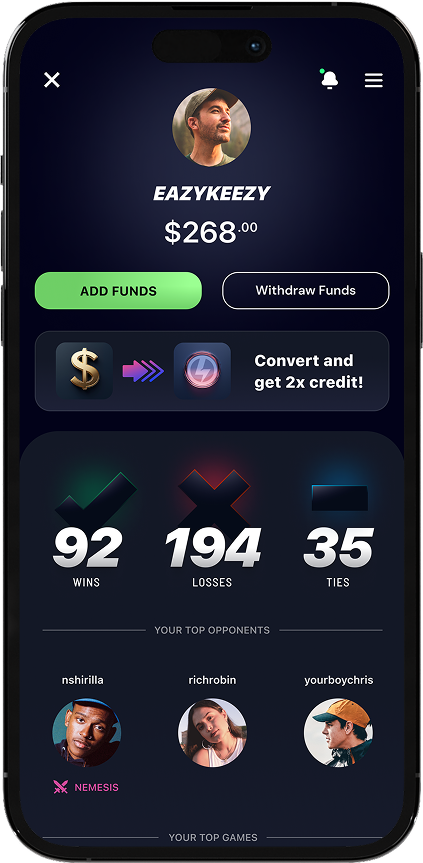 EAZYKEEZY
$268.00
ADD FUNDS
Withdraw Funds
Convert and
get 2x credit!
92 194 35
WINS LOSSES TIES
YOUR TOP OPPONENTS
nshirilla richrobin yourboychris
NEMESIS
YOUR TOP GAMES